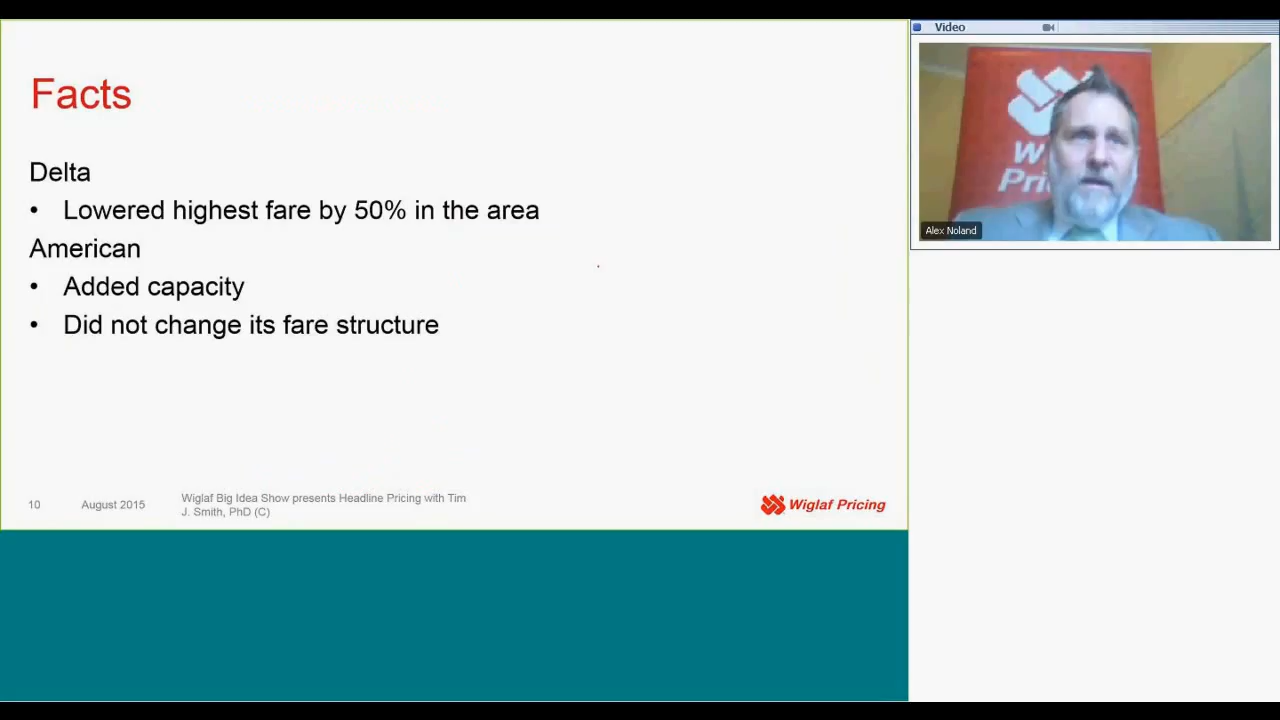 Facts
Delta
• Lowered highest fare by 50% in the area
American
• Added capacity
• Did not change its fare structure
10 August 2015 Wiglaf Big Idea Show presents Headline Pricing with Tim
J. Smith, PhD (C)
Wiglaf Pricing
Video
W
Pri
Alex Noland